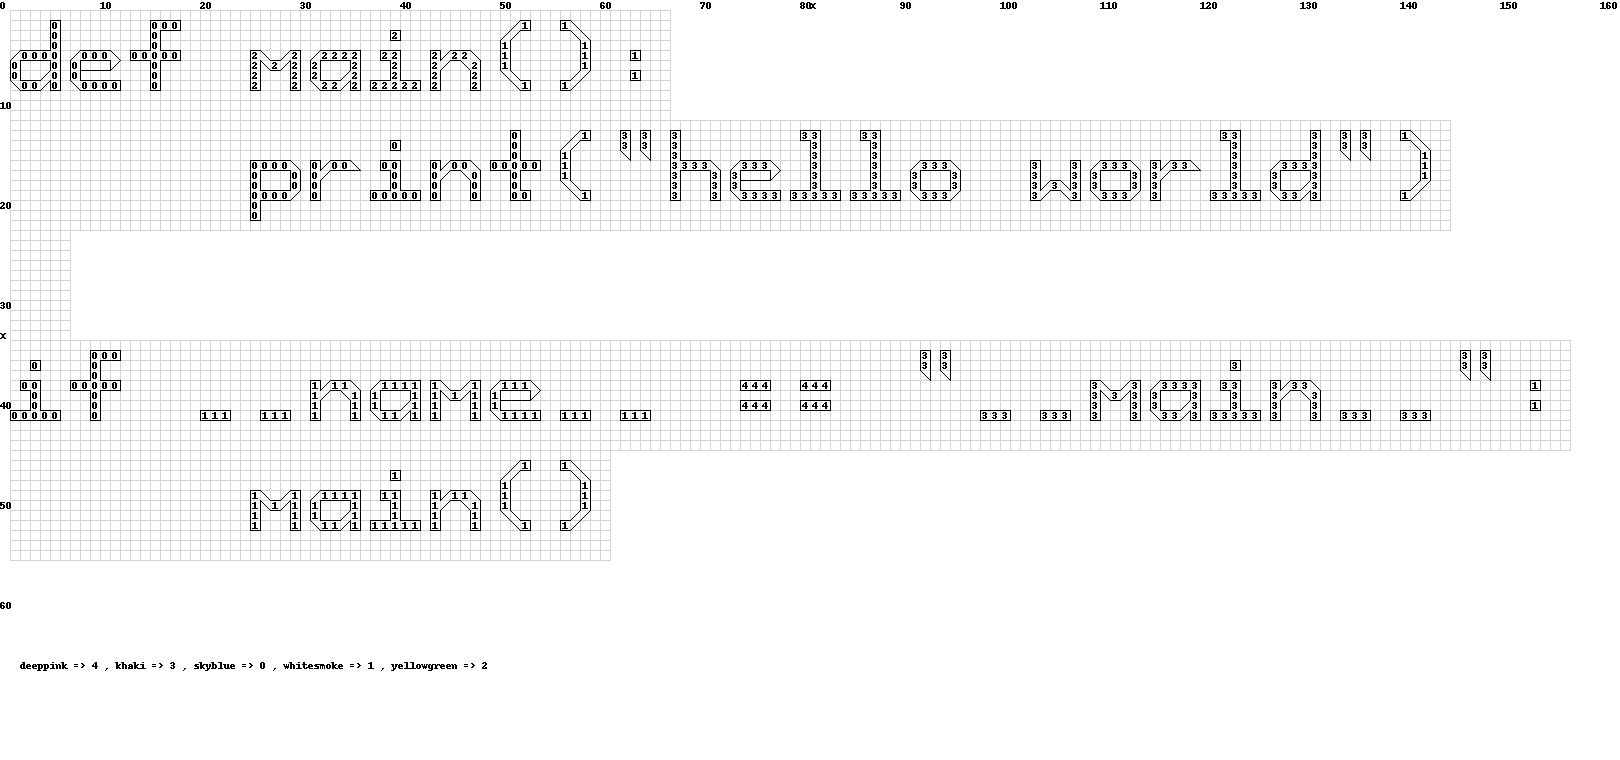 0 10 20 30 40 50 60 70 80x 90 100 110 120 130 140 150 160
def main():
10
    print("hello world")
20
30
x
if __name__ == "__main__":
40
    main()
50
60
deeppink => 4 , khaki => 3 , skyblue => 0 , whitesmoke => 1 , yellowgreen => 2